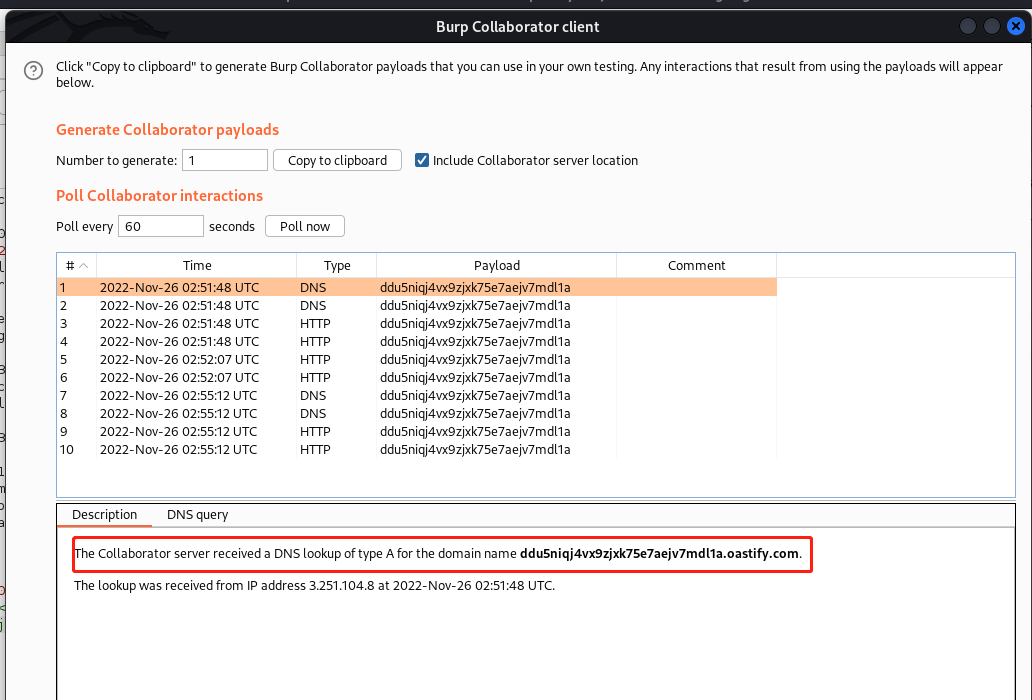 Burp Collaborator client
Click "Copy to clipboard" to generate Burp Collaborator payloads that you can use in your own testing. Any interactions that result from using the payloads will appear
below.
Generate Collaborator payloads
Number to generate: 1 Copy to clipboard Include Collaborator server location
Poll Collaborator interactions
Poll every 60 seconds Poll now
# Time Type Payload Comment
1 2022-Nov-26 02:51:48 UTC DNS ddu5niqj4vx9zjxk75e7aejv7mdl1a
2 2022-Nov-26 02:51:48 UTC DNS ddu5niqj4vx9zjxk75e7aejv7mdl1a
3 2022-Nov-26 02:51:48 UTC HTTP ddu5niqj4vx9zjxk75e7aejv7mdl1a
4 2022-Nov-26 02:51:48 UTC HTTP ddu5niqj4vx9zjxk75e7aejv7mdl1a
5 2022-Nov-26 02:52:07 UTC HTTP ddu5niqj4vx9zjxk75e7aejv7mdl1a
6 2022-Nov-26 02:52:07 UTC HTTP ddu5niqj4vx9zjxk75e7aejv7mdl1a
7 2022-Nov-26 02:55:12 UTC DNS ddu5niqj4vx9zjxk75e7aejv7mdl1a
8 2022-Nov-26 02:55:12 UTC DNS ddu5niqj4vx9zjxk75e7aejv7mdl1a
9 2022-Nov-26 02:55:12 UTC HTTP ddu5niqj4vx9zjxk75e7aejv7mdl1a
10 2022-Nov-26 02:55:12 UTC HTTP ddu5niqj4vx9zjxk75e7aejv7mdl1a
Description DNS query
The Collaborator server received a DNS lookup of type A for the domain name ddu5niqj4vx9zjxk75e7aejv7mdl1a.oastify.com.
The lookup was received from IP address 3.251.104.8 at 2022-Nov-26 02:51:48 UTC.